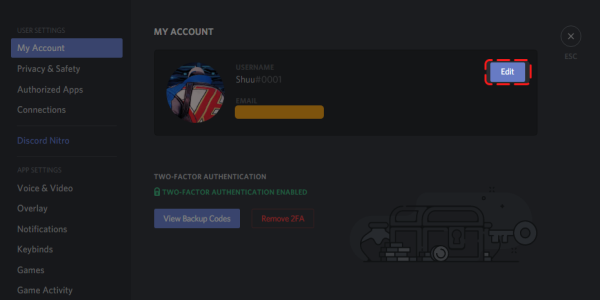 USER SETTINGS
My Account
Privacy & Safety
Authorized Apps
Connections
Discord Nitro
APP SETTINGS
Voice & Video
Overlay
Notifications
Keybinds
Games
Game Activity
MY ACCOUNT
USERNAME
Shuu#0001
EMAIL
Edit
ESC
TWO-FACTOR AUTHENTICATION
TWO-FACTOR AUTHENTICATION ENABLED
View Backup Codes
Remove 2FA